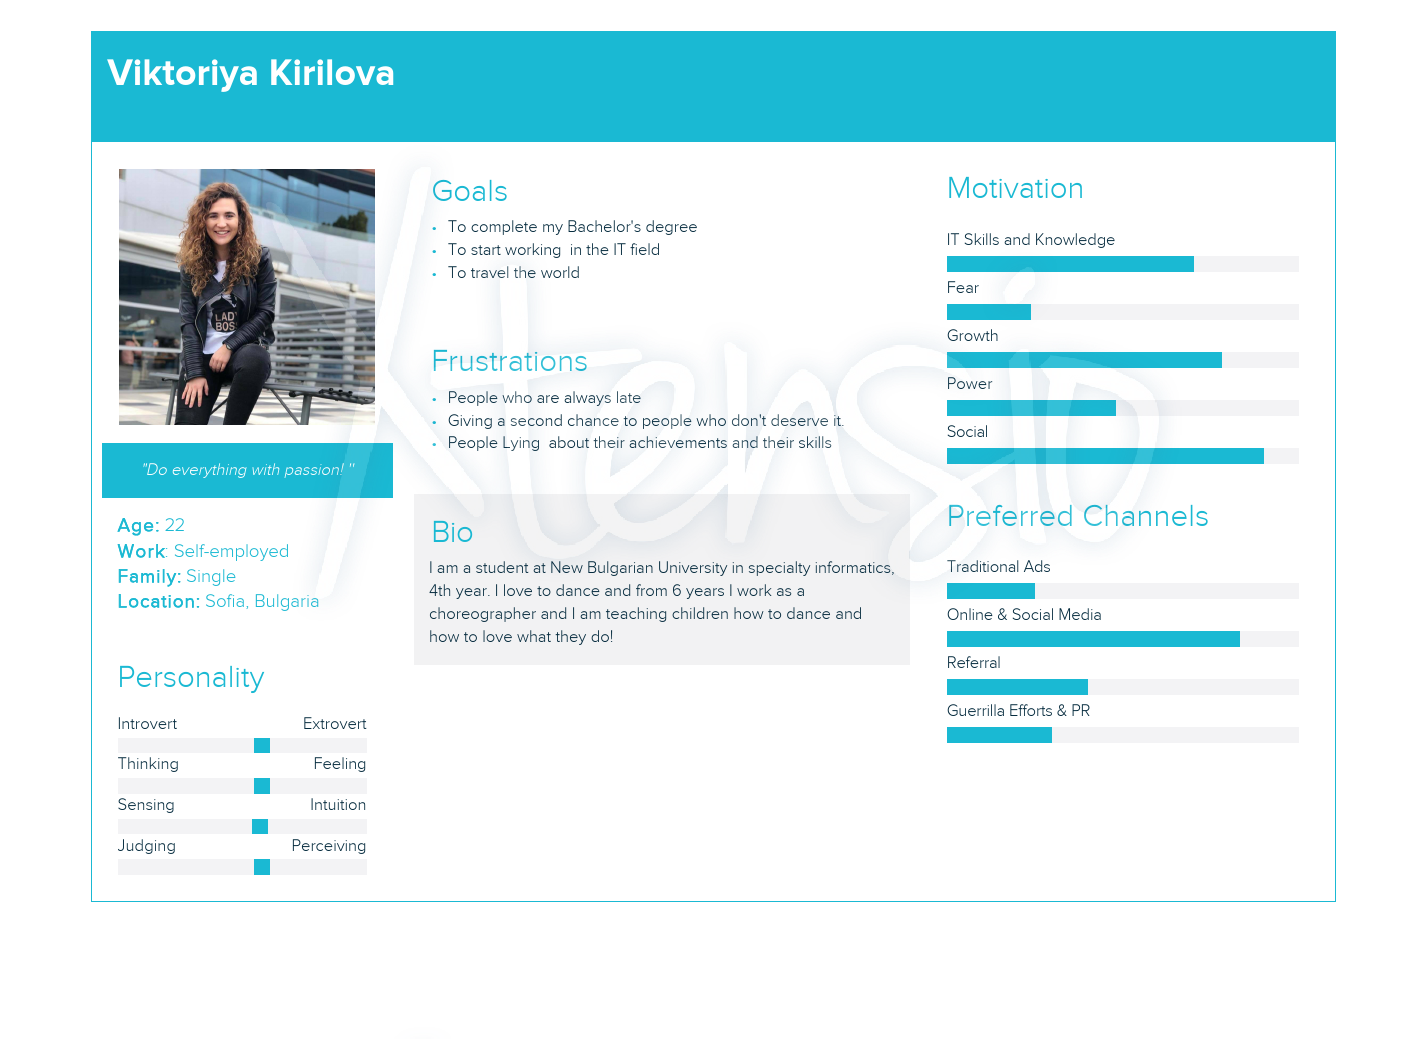 Viktoriya Kirilova
LADY
BOSS
"Do everything with passion! "
Age: 22
Work: Self-employed
Family: Single
Location: Sofia, Bulgaria
Personality
Introvert Extrovert
Thinking Feeling
Sensing Intuition
Judging Perceiving
Goals
• To complete my Bachelor's degree
• To start working  in the IT field
• To travel the world
Frustrations
• People who are always late
• Giving a second chance to people who don't deserve it.
• People Lying  about their achievements and their skills
Bio
I am a student at New Bulgarian University in specialty informatics,
4th year. I love to dance and from 6 years I work as a
choreographer and I am teaching children how to dance and
how to love what they do!
Motivation
IT Skills and Knowledge
Fear
Growth
Power
Social
Preferred Channels
Traditional Ads
Online & Social Media
Referral
Guerrilla Efforts & PR
Xtensio